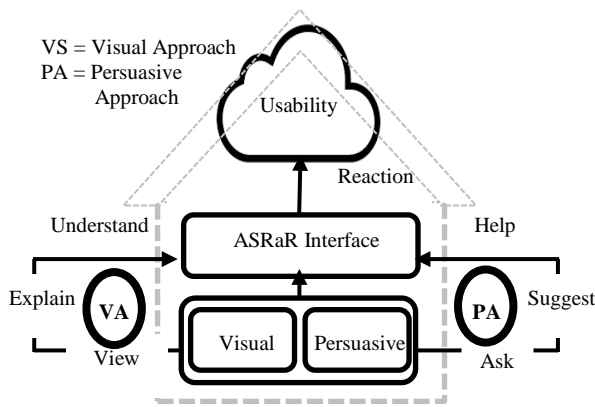 VS = Visual Approach
PA = Persuasive
Approach
Usability
Reaction
Understand
ASRaR Interface
Help
Explain
VA
PA
Suggest
View
Visual
Persuasive
Ask